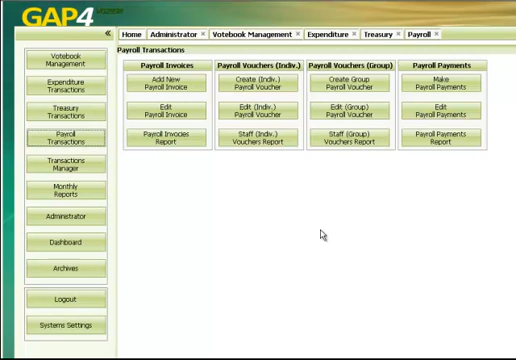 GAP4
«
Home Administrator × Votebook Management × Expenditure × Treasury × Payroll ×
Payroll Transactions
Votebook
Management
Expenditure
Transactions
Treasury
Transactions
Payroll
Transactions
Transactions
Manager
Monthly
Reports
Administrator
Dashboard
Archives
Logout
Systems Settings
Payroll Invoices
Add New
Payroll Invoice
Edit
Payroll Invoice
Payroll Invocies
Report
Payroll Vouchers (Indiv.)
Create (Indiv.)
Payroll Voucher
Edit (Indiv.)
Payroll Voucher
Staff (Indiv.)
Vouchers Report
Payroll Vouchers (Group)
Create Group
Payroll Voucher
Edit (Group)
Payroll Voucher
Staff (Group)
Vouchers Report
Payroll Payments
Make
Payroll Payments
Edit
Payroll Payments
Payroll Payments
Report